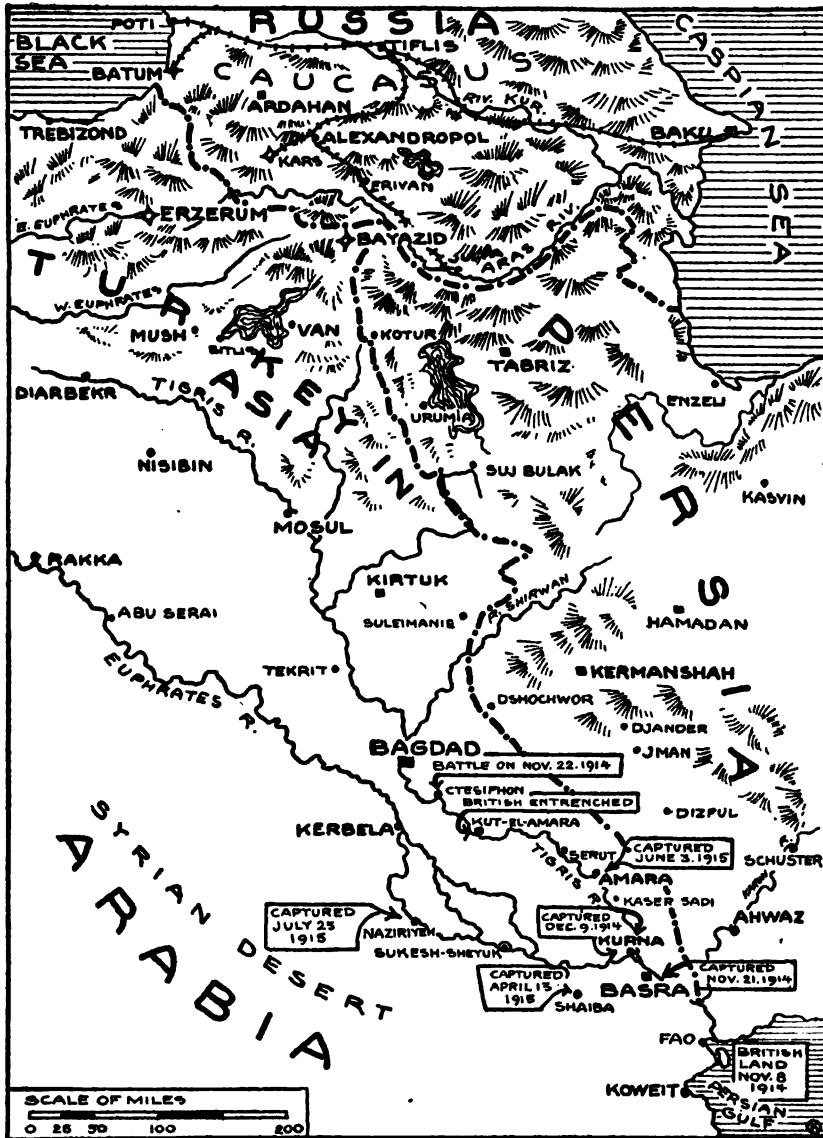 RUSSIA
POTI
BLACK
SEA
TIFLIS
BATUM
CAUCASUS
CASPIAN
SEA
ARDAHAN
RIV. KUR.
TREBIZOND
ALEXANDROPOL
BAKU
KARS
ERIVAN
E. EUPHRATES
ERZERUM
BAYAZID
ARAS RIV.
TURKEY IN
ASIA
W. EUPHRATES
MUSH
VAN
KOTUR
PERSIA
TABRIZ
DIARBEKR
TIGRIS R.
URUMIA
ENZELI
NISIBIN
SUJ BULAK
KASVIN
MOSUL
RAKKA
KIRTUK
R. SHIRWAN
ABU SERAI
SULEIMANIE
HAMADAN
EUPHRATES R.
TEKRIT
KERMANSHAH
DSHOCHWOR
DJANDER
JMAN
BAGDAD
BATTLE ON NOV. 22. 1914
CTESIPHON
BRITISH ENTRENCHED
DIZFUL
SYRIAN DESERT
ARABIA
KERBELA
KUT-EL-AMARA
SERUT
CAPTURED
JUNE 3. 1915
SCHUSTER
TIGRIS R.
AMARA
KASER SADI
KARUN
CAPTURED
JULY 25
1915
NAZIRIYEH
CAPTURED
DEC. 9. 1914
AHWAZ
KURNA
SUKESH-SHEYUK
CAPTURED
APRIL 13
1915
SHAIBA
BASRA
CAPTURED
NOV. 21. 1914
FAO
BRITISH
LAND
NOV. 8
1914
KOWEIT
PERSIAN
GULF
SCALE OF MILES
0 25 50 100 200